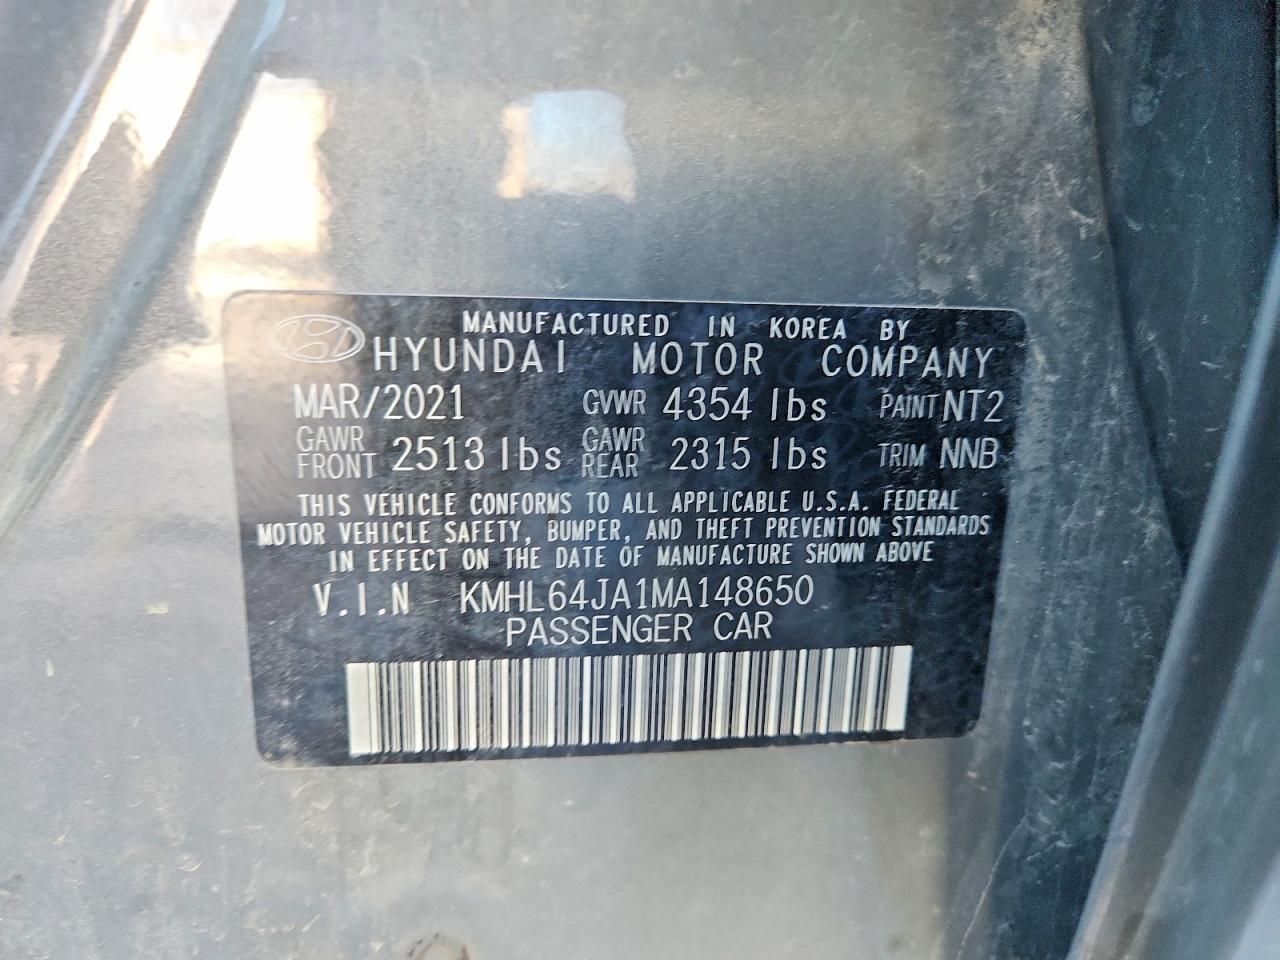 MANUFACTURED IN KOREA BY
HYUNDAI MOTOR COMPANY
MAR/2021 GVWR 4354 lbs PAINT NT2
GAWR FRONT 2513 lbs GAWR REAR 2315 lbs TRIM NNB
THIS VEHICLE CONFORMS TO ALL APPLICABLE U.S.A. FEDERAL
MOTOR VEHICLE SAFETY, BUMPER, AND THEFT PREVENTION STANDARDS
IN EFFECT ON THE DATE OF MANUFACTURE SHOWN ABOVE
V.I.N KMHL64JA1MA148650
PASSENGER CAR